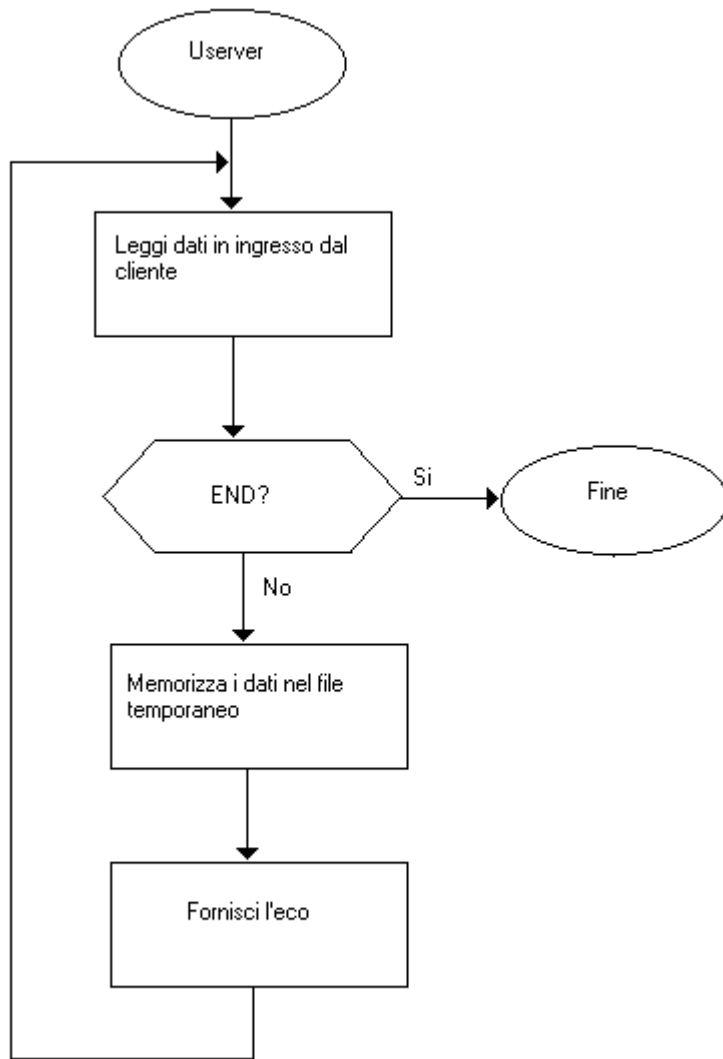 Userver
Leggi dati in ingresso dal
cliente
END?
Si
Fine
No
Memorizza i dati nel file
temporaneo
Fornisci l'eco